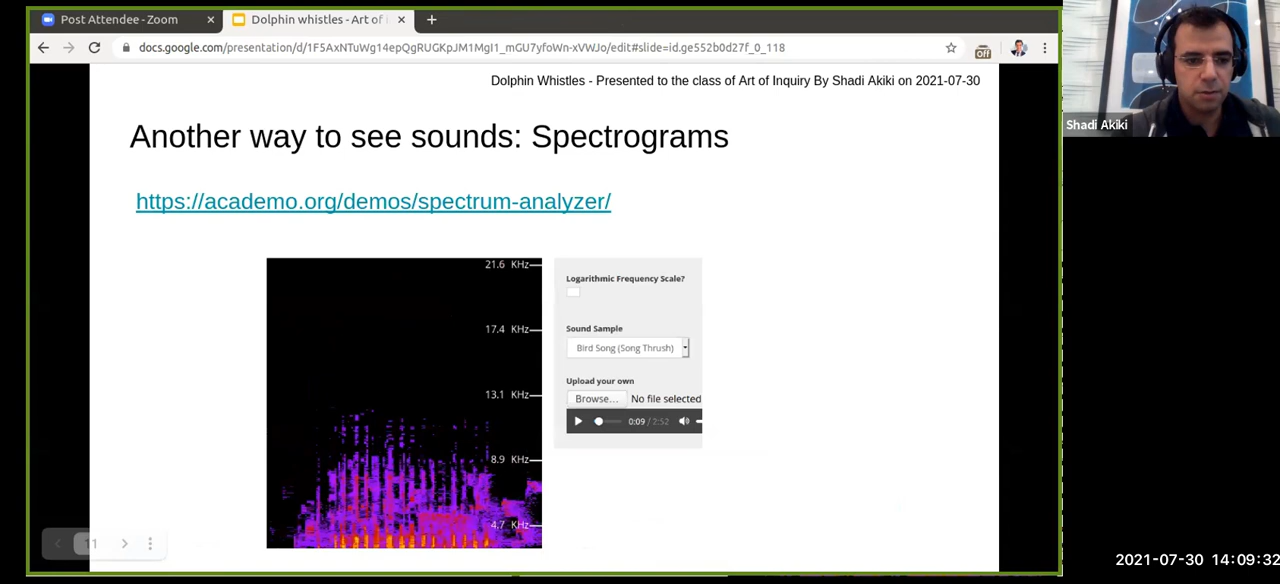 Post Attendee - Zoom
Dolphin whistles - Art of
docs.google.com/presentation/d/1F5AxNTuWg14epQgRUGKpJM1MgI1_mGU7yfoWn-xVWJo/edit#slide=id.ge552b0d27f_0_118
Off
Dolphin Whistles - Presented to the class of Art of Inquiry By Shadi Akiki on 2021-07-30
Shadi Akiki
Another way to see sounds: Spectrograms
https://academo.org/demos/spectrum-analyzer/
21.6 KHz
17.4 KHz
13.1 KHz
8.9 KHz
4.7 KHz
Logarithmic Frequency Scale?
Sound Sample
Bird Song (Song Thrush)
Upload your own
Browse... No file selected
0:09 / 2:52
11
2021-07-30 14:09:32